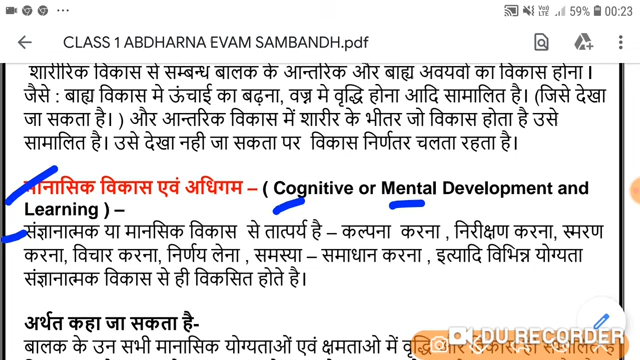 59% 00:23
CLASS 1 ABDHARNA EVAM SAMBANDH.pdf
शारीरिक विकास से सम्बन्ध बालक के आन्तरिक और बाह्य अवयवो का विकास होना ।
जैसे : बाह्य विकास मे ऊंचाई का बढ़ना, वज्न मे वृद्धि होना आदि सामालित है। (जिसे देखा
जा सकता है। ) और आन्तरिक विकास में शारीर के भीतर जो विकास होता है उसे
सामालित है। उसे देखा नही जा सकता पर विकास निर्णतर चलता रहता है।
मानासिक विकास एवं अधिगम – ( Cognitive or Mental Development and
Learning ) –
संज्ञानात्मक या मानसिक विकास से तात्पर्य है – कल्पना करना , निरीक्षण करना, स्मरण
करना, विचार करना, निर्णय लेना , समस्या – समाधान करना , इत्यादि विभिन्न योग्यता
संज्ञानात्मक विकास से ही विकसित होते है।
अर्थत कहा जा सकता है-
बालक के उन सभी मानासिक योग्यताओं एवं क्षमताओ में वृद्धि
DU RECORDER